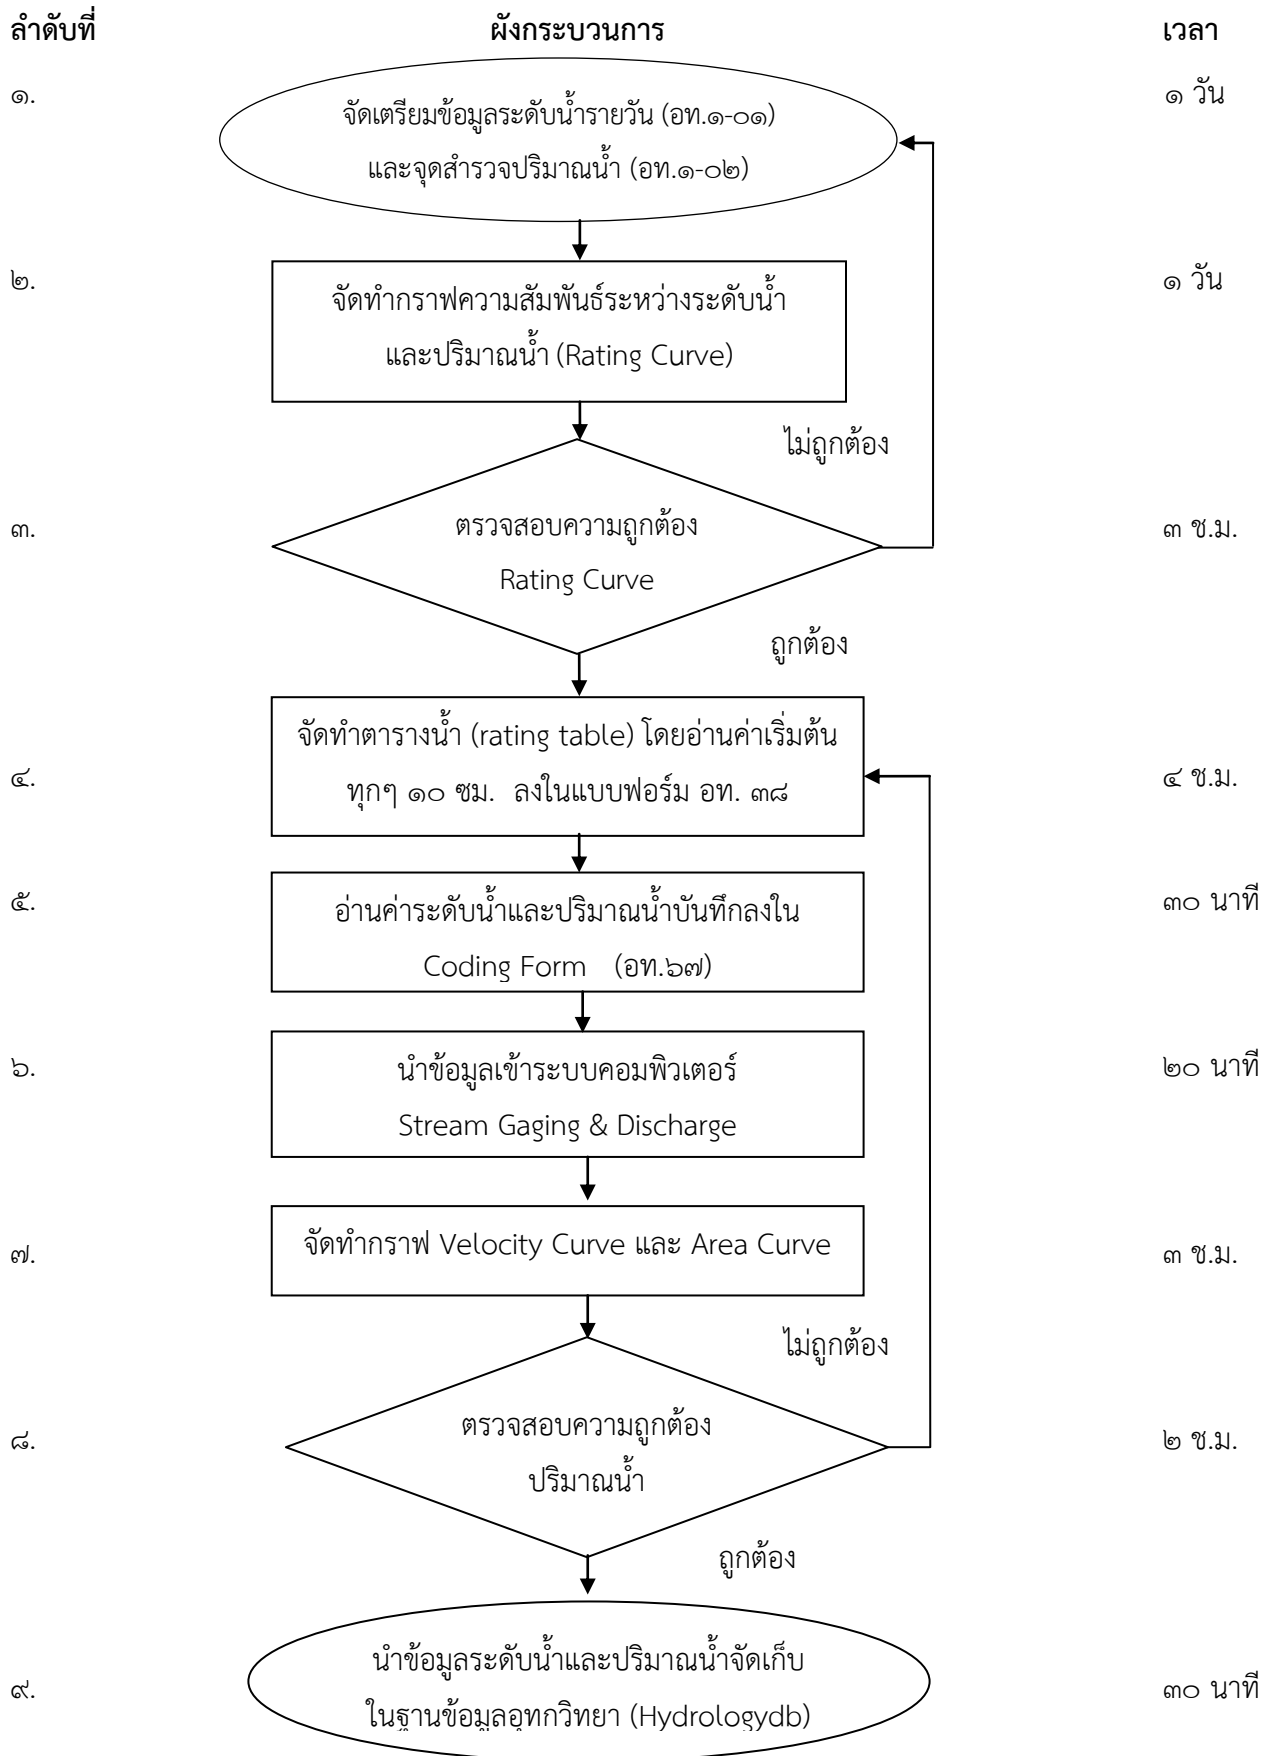 ลำดับที่ ผังกระบวนการ เวลา
๑. จัดเตรียมข้อมูลระดับน้ำรายวัน (อท.๑-๐๑) ๑ วัน
และจุดสำรวจปริมาณน้ำ (อท.๑-๐๒)
๒. จัดทำกราฟความสัมพันธ์ระหว่างระดับน้ำ ๑ วัน
และปริมาณน้ำ (Rating Curve)
ไม่ถูกต้อง
๓. ตรวจสอบความถูกต้อง ๓ ช.ม.
Rating Curve
ถูกต้อง
จัดทำตารางน้ำ (rating table) โดยอ่านค่าเริ่มต้น
๔. ทุกๆ ๑๐ ซม. ลงในแบบฟอร์ม อท. ๓๘ ๔ ช.ม.
๕. อ่านค่าระดับน้ำและปริมาณน้ำบันทึกลงใน ๓๐ นาที
Coding Form (อท.๖๗)
๖. นำข้อมูลเข้าระบบคอมพิวเตอร์ ๒๐ นาที
Stream Gaging & Discharge
๗. จัดทำกราฟ Velocity Curve และ Area Curve ๓ ช.ม.
ไม่ถูกต้อง
๘. ตรวจสอบความถูกต้อง ๒ ช.ม.
ปริมาณน้ำ
ถูกต้อง
นำข้อมูลระดับน้ำและปริมาณน้ำจัดเก็บ
๙. ในฐานข้อมูลอุทกวิทยา (Hydrologydb) ๓๐ นาที